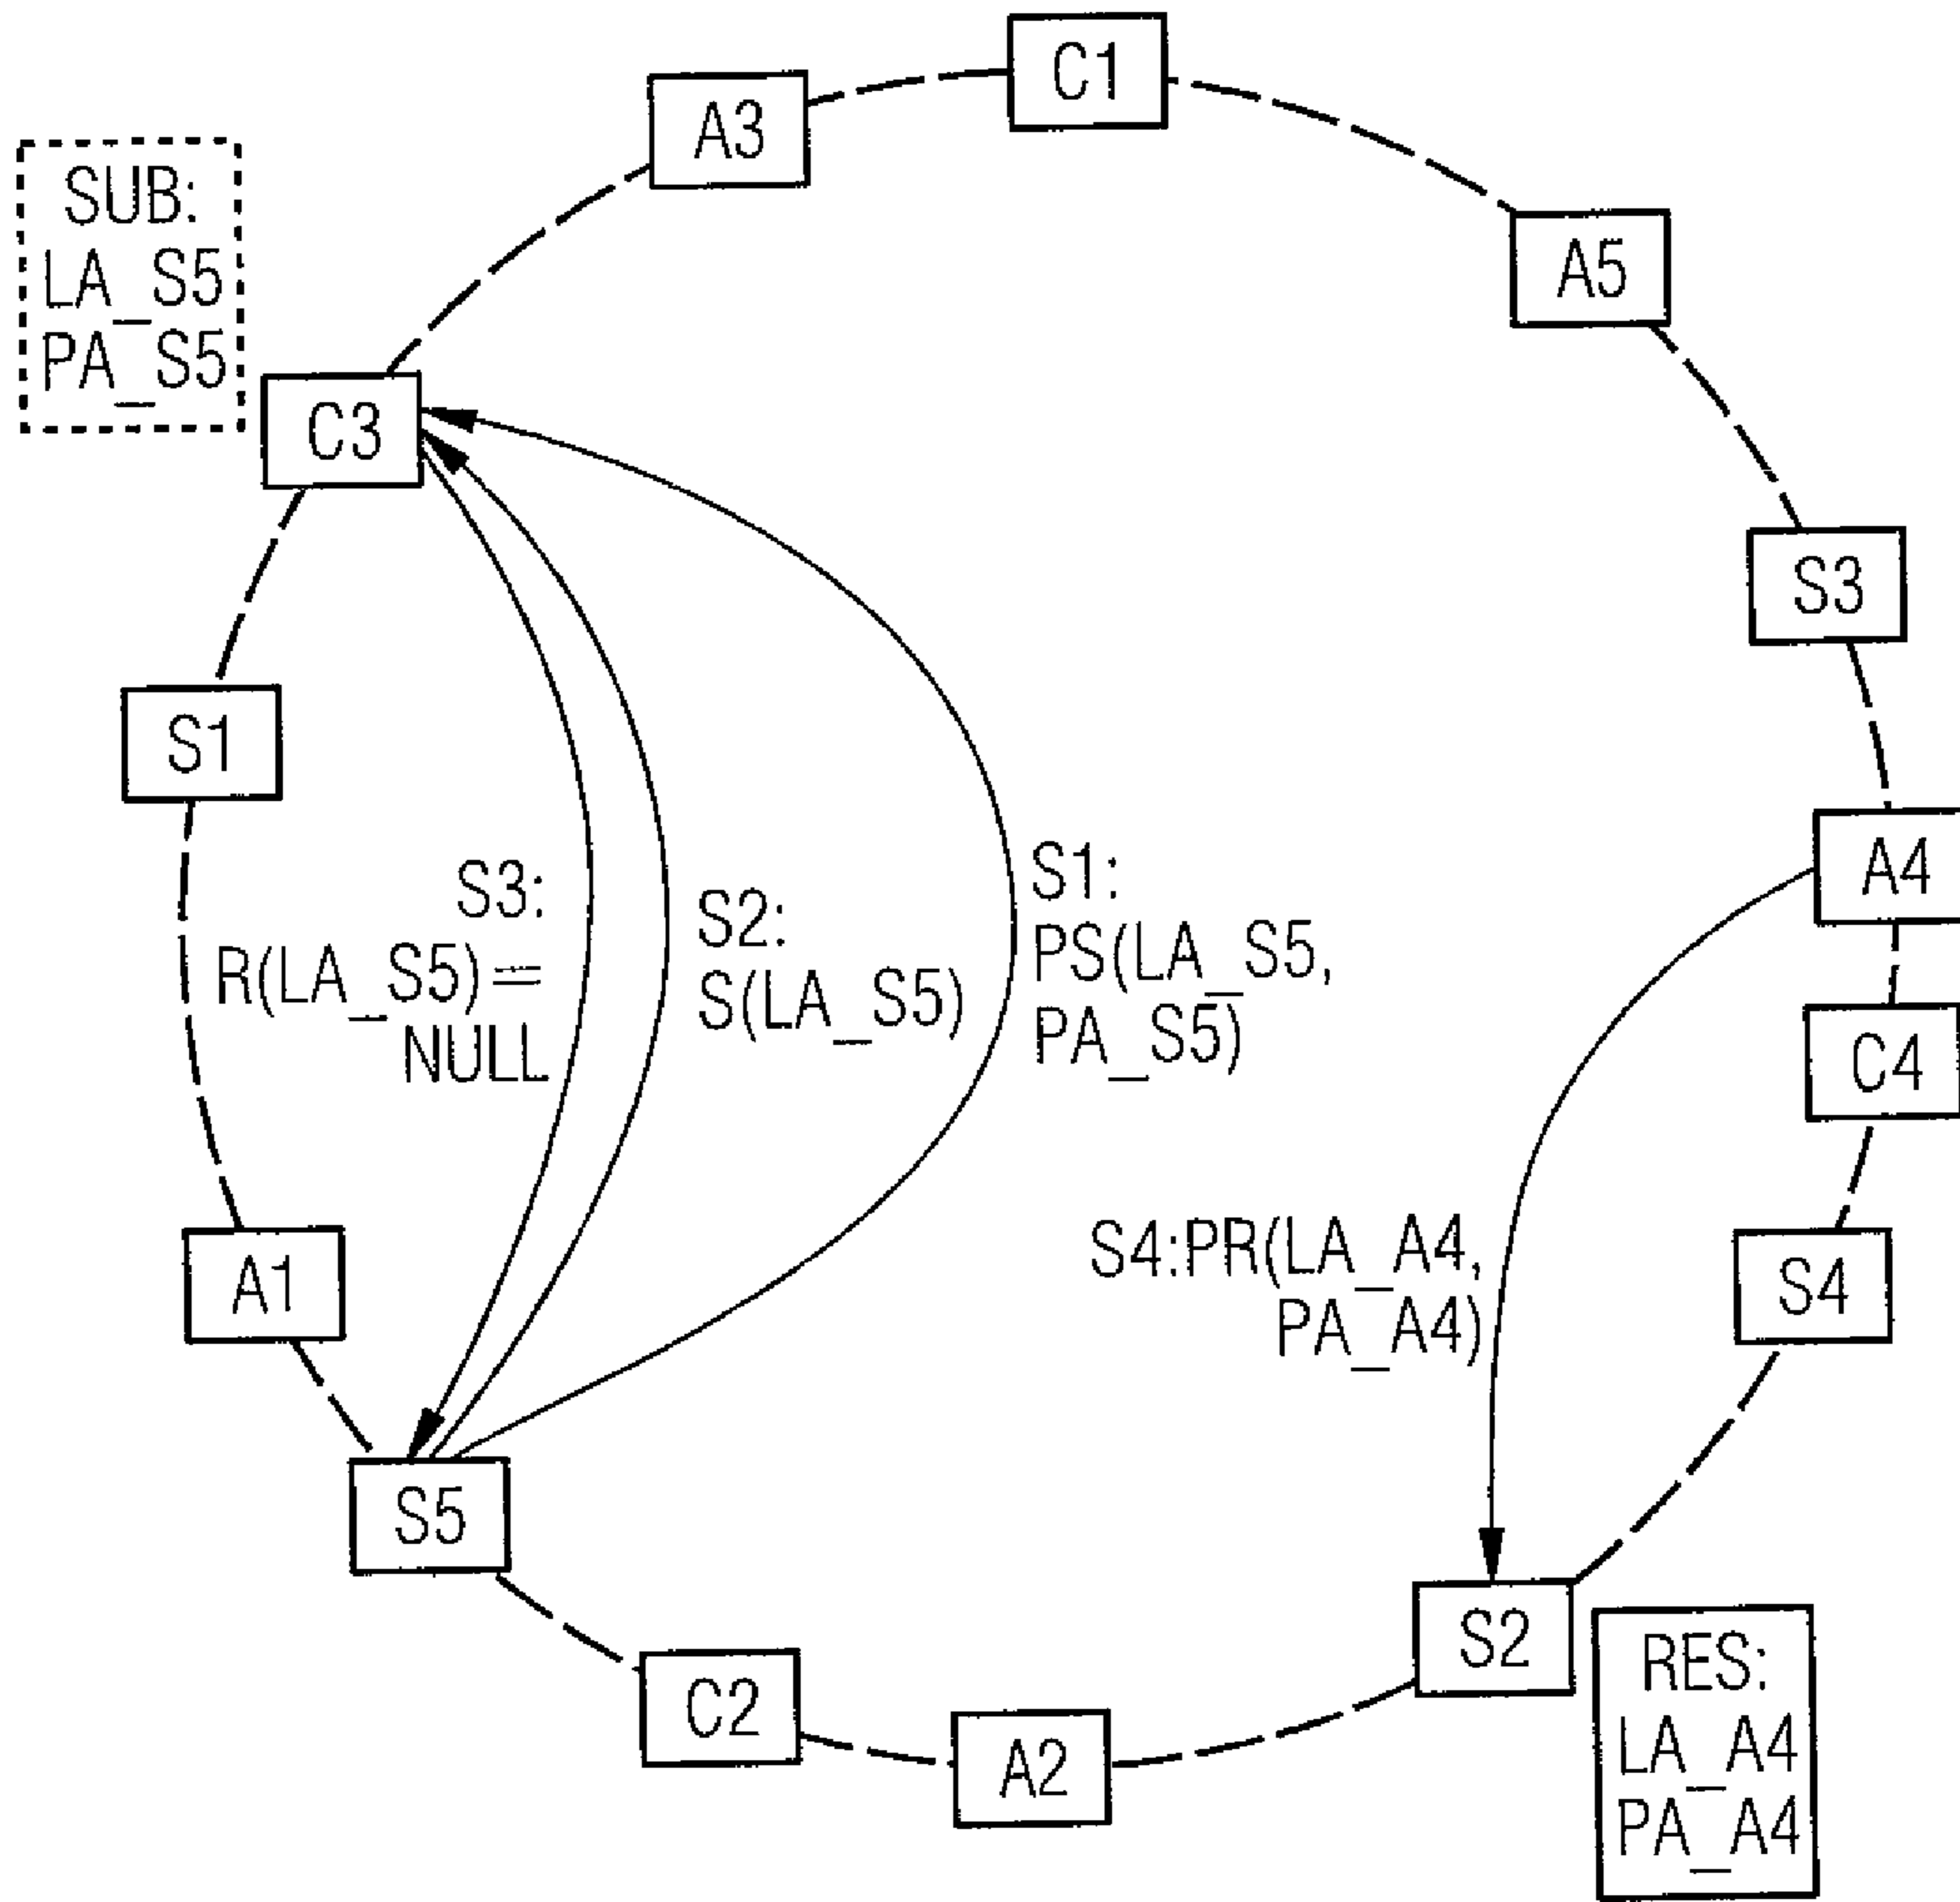 C1
A3
SUB:
LA_S5
PA_S5
A5
C3
S3
S1
A4
S3:
R(LA_S5)=
NULL
S2:
S(LA_S5)
S1:
PS(LA_S5,
PA_S5)
C4
A1
S4:PR(LA_A4,
PA_A4)
S4
S5
S2
RES:
LA_A4
PA_A4
C2
A2